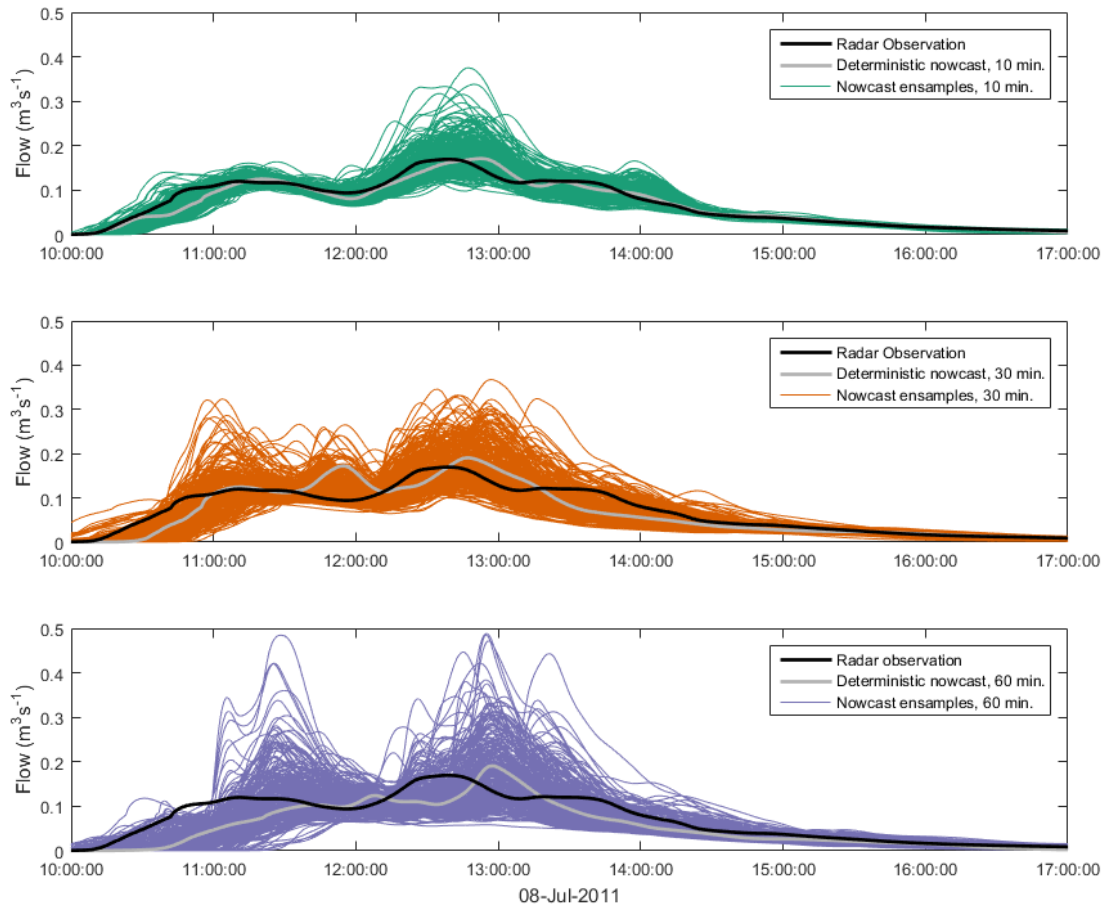 0.5
0.4
0.3
0.2
0.1
0
Flow (m³s⁻¹)
Radar Observation
Deterministic nowcast, 10 min.
Nowcast ensamples, 10 min.
10:00:00 11:00:00 12:00:00 13:00:00 14:00:00 15:00:00 16:00:00 17:00:00
0.5
0.4
0.3
0.2
0.1
0
Flow (m³s⁻¹)
Radar Observation
Deterministic nowcast, 30 min.
Nowcast ensamples, 30 min.
10:00:00 11:00:00 12:00:00 13:00:00 14:00:00 15:00:00 16:00:00 17:00:00
0.5
0.4
0.3
0.2
0.1
0
Flow (m³s⁻¹)
Radar observation
Deterministic nowcast, 60 min.
Nowcast ensamples, 60 min.
10:00:00 11:00:00 12:00:00 13:00:00 14:00:00 15:00:00 16:00:00 17:00:00
08-Jul-2011